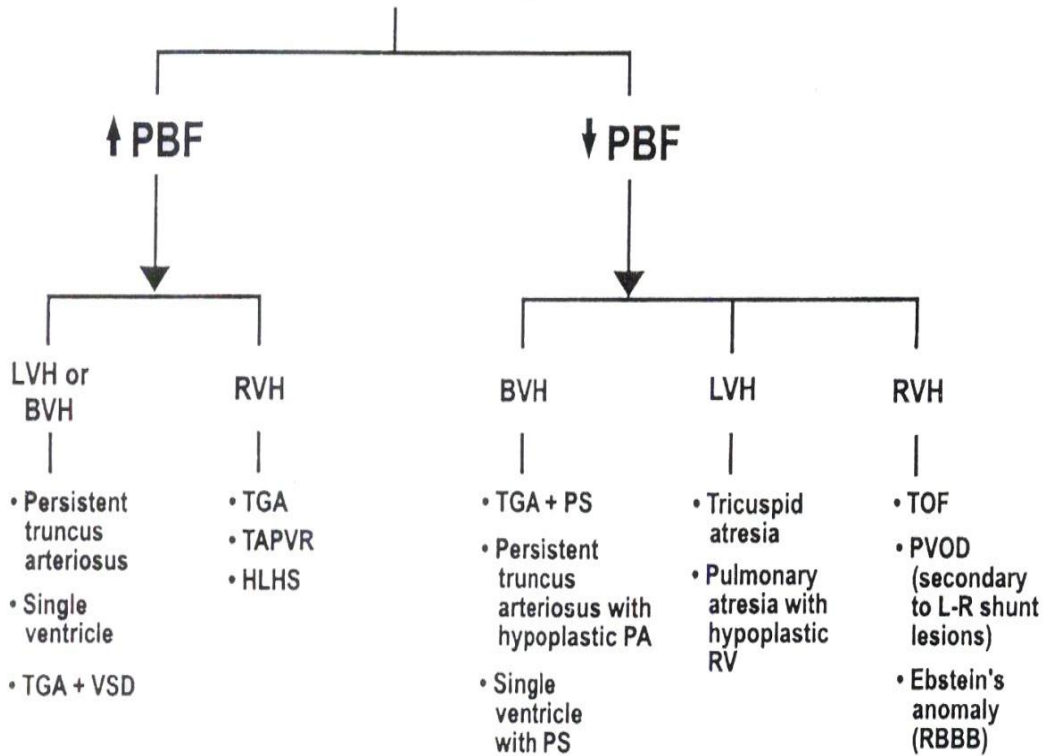 ↑ PBF
↓ PBF
LVH or
BVH
RVH
BVH
LVH
RVH
• Persistent
truncus
arteriosus
• Single
ventricle
• TGA + VSD
• TGA
• TAPVR
• HLHS
• TGA + PS
• Persistent
truncus
arteriosus with
hypoplastic PA
• Single
ventricle
with PS
• Tricuspid
atresia
• Pulmonary
atresia with
hypoplastic
RV
• TOF
• PVOD
(secondary
to L-R shunt
lesions)
• Ebstein's
anomaly
(RBBB)